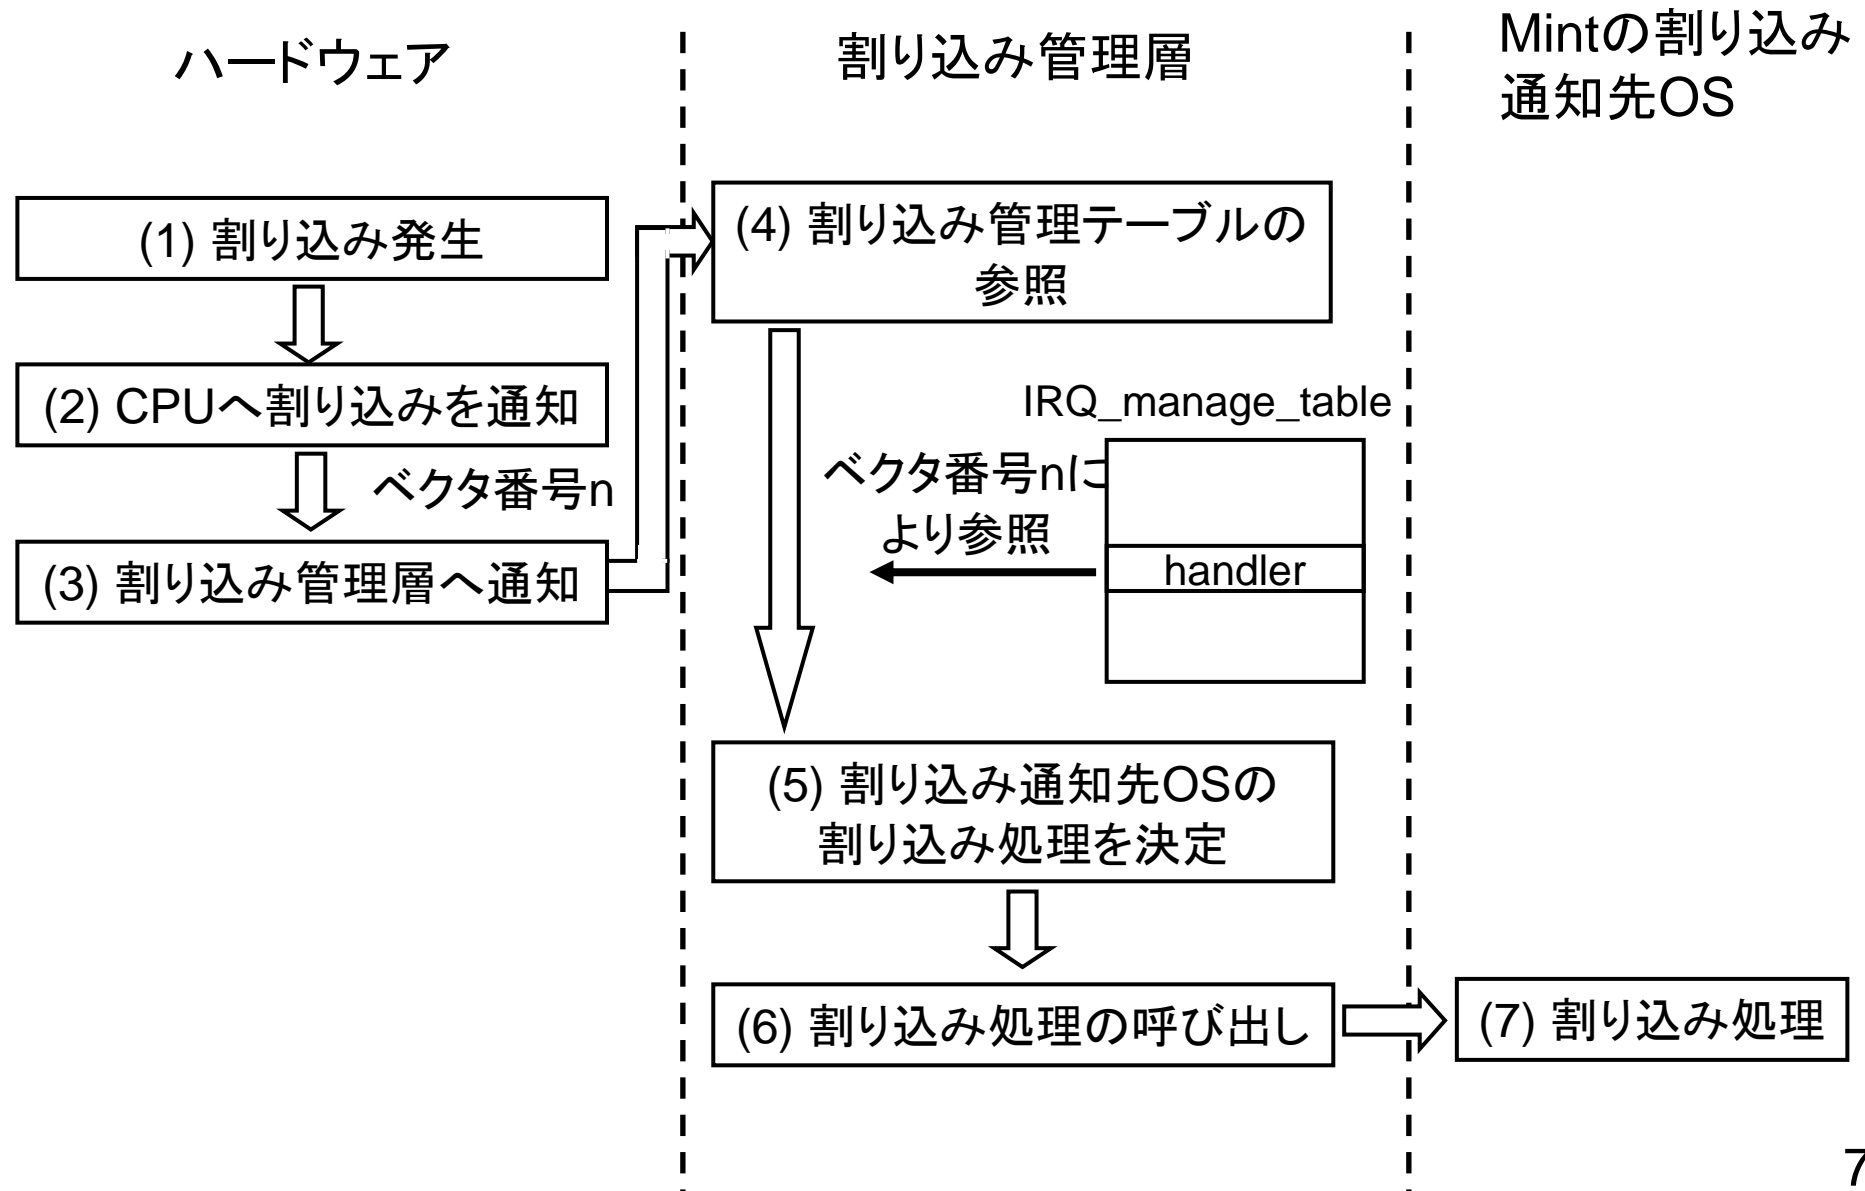 ハードウェア
割り込み管理層
Mintの割り込み
通知先OS
(1) 割り込み発生
(2) CPUへ割り込みを通知
ベクタ番号n
(3) 割り込み管理層へ通知
(4) 割り込み管理テーブルの
参照
IRQ_manage_table
ベクタ番号nに
より参照
handler
(5) 割り込み通知先OSの
割り込み処理を決定
(6) 割り込み処理の呼び出し
(7) 割り込み処理
7